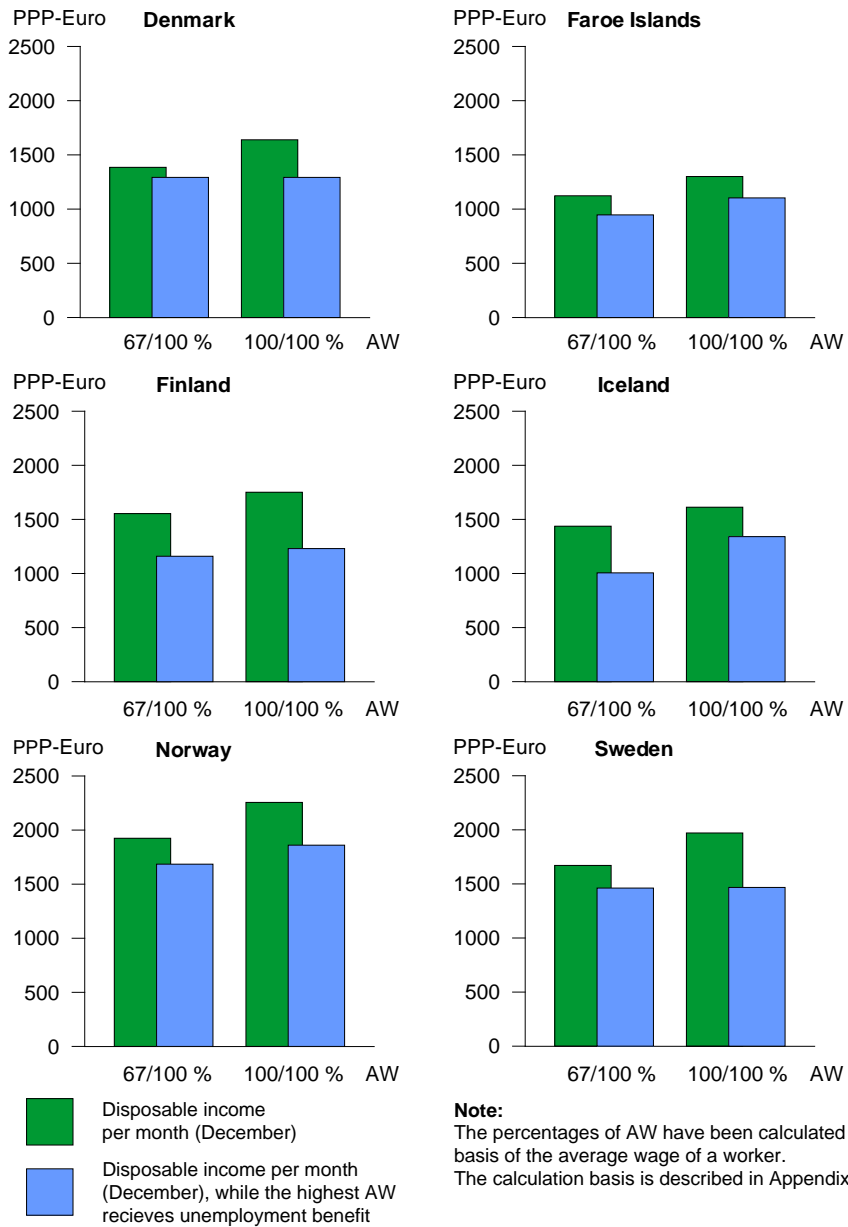 PPP-Euro Denmark
2500
2000
1500
1000
500
0
67/100 % 100/100 % AW
PPP-Euro Faroe Islands
2500
2000
1500
1000
500
0
67/100 % 100/100 % AW
PPP-Euro Finland
2500
2000
1500
1000
500
0
67/100 % 100/100 % AW
PPP-Euro Iceland
2500
2000
1500
1000
500
0
67/100 % 100/100 % AW
PPP-Euro Norway
2500
2000
1500
1000
500
0
67/100 % 100/100 % AW
PPP-Euro Sweden
2500
2000
1500
1000
500
0
67/100 % 100/100 % AW
Disposable income
per month (December)
Disposable income per month
(December), while the highest AW
recieves unemployment benefit
Note:
The percentages of AW have been calculated
basis of the average wage of a worker.
The calculation basis is described in Appendix